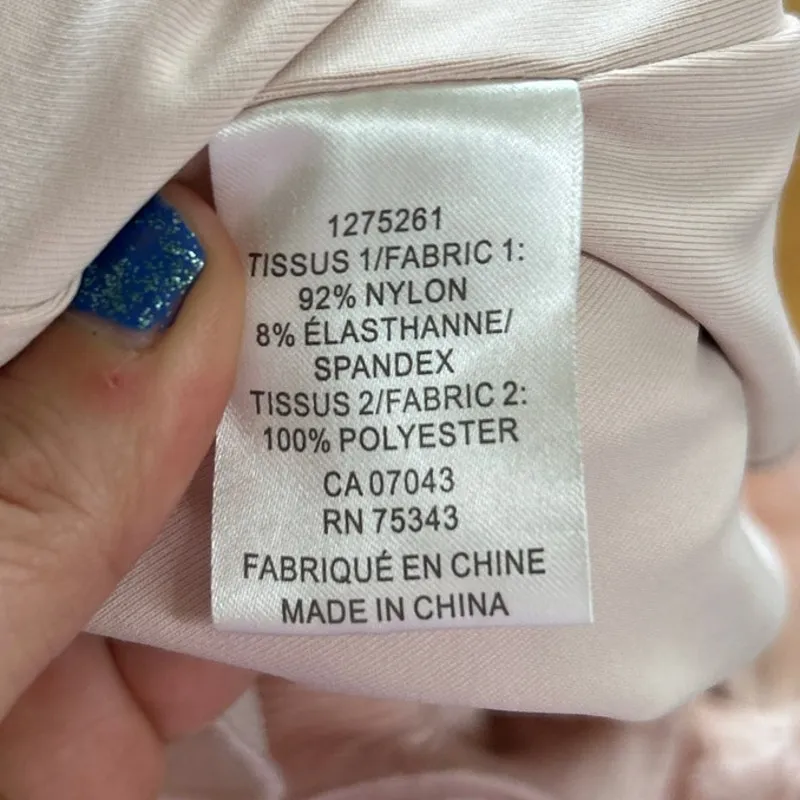 1275261
TISSUS 1/FABRIC 1:
92% NYLON
8% ÉLASTHANNE/
SPANDEX
TISSUS 2/FABRIC 2:
100% POLYESTER
CA 07043
RN 75343
FABRIQUÉ EN CHINE
MADE IN CHINA